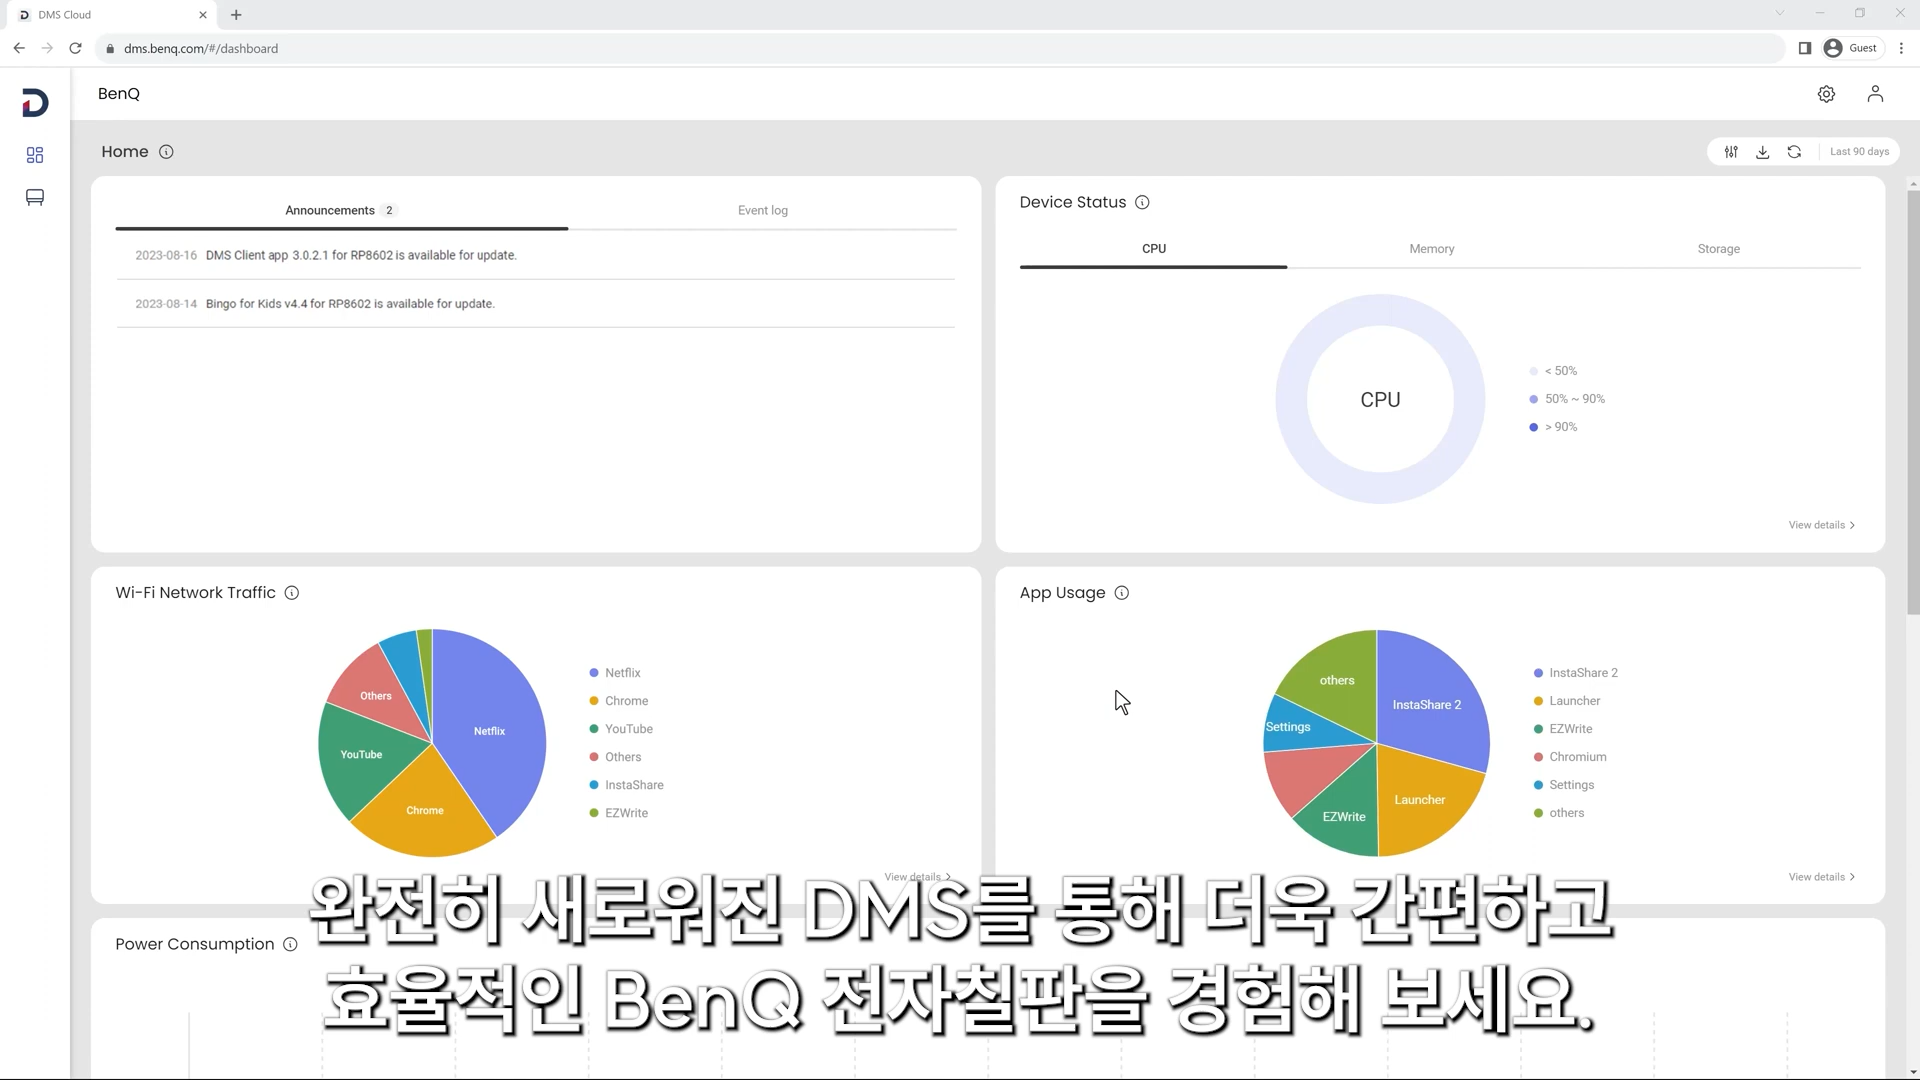 DMS Cloud
dms.benq.com/#/dashboard
Guest
BenQ
Home
Last 90 days
Announcements 2
Event log
2023-08-16 DMS Client app 3.0.2.1 for RP8602 is available for update.
2023-08-14 Bingo for Kids v4.4 for RP8602 is available for update.
Device Status
CPU
Memory
Storage
CPU
< 50%
50% ~ 90%
> 90%
View details
Wi-Fi Network Traffic
Others
YouTube
Netflix
Chrome
Netflix
Chrome
YouTube
Others
InstaShare
EZWrite
View details
App Usage
others
InstaShare 2
Settings
Launcher
EZWrite
InstaShare 2
Launcher
EZWrite
Chromium
Settings
others
View details
Power Consumption
완전히 새로워진 DMS를 통해 더욱 간편하고
효율적인 BenQ 전자칠판을 경험해 보세요.